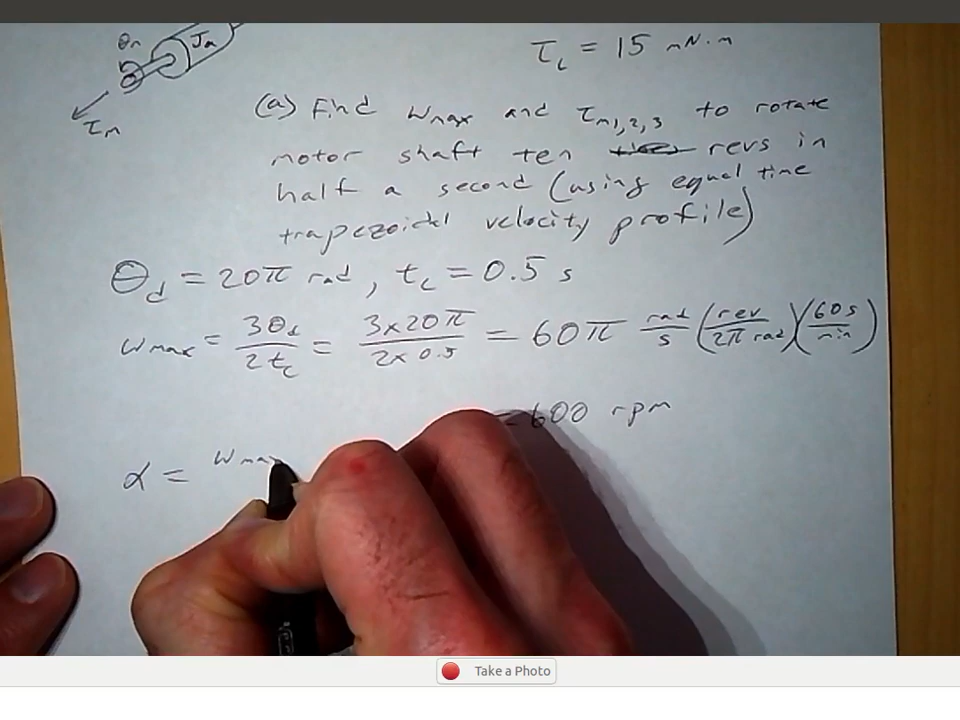 θm Jm
τm
τL = 15 mN·m
(a) Find ωmax and τm1,2,3 to rotate
motor shaft ten revs in
half a second (using equal time
trapezoidal velocity profile)
θd = 20π rad, tc = 0.5 s
ωmax = 3θd / 2tc = 3×20π / 2×0.5 = 60π rad/s (rev / 2π rad)(60s / min)
= 600 rpm
α = ωmax
Take a Photo